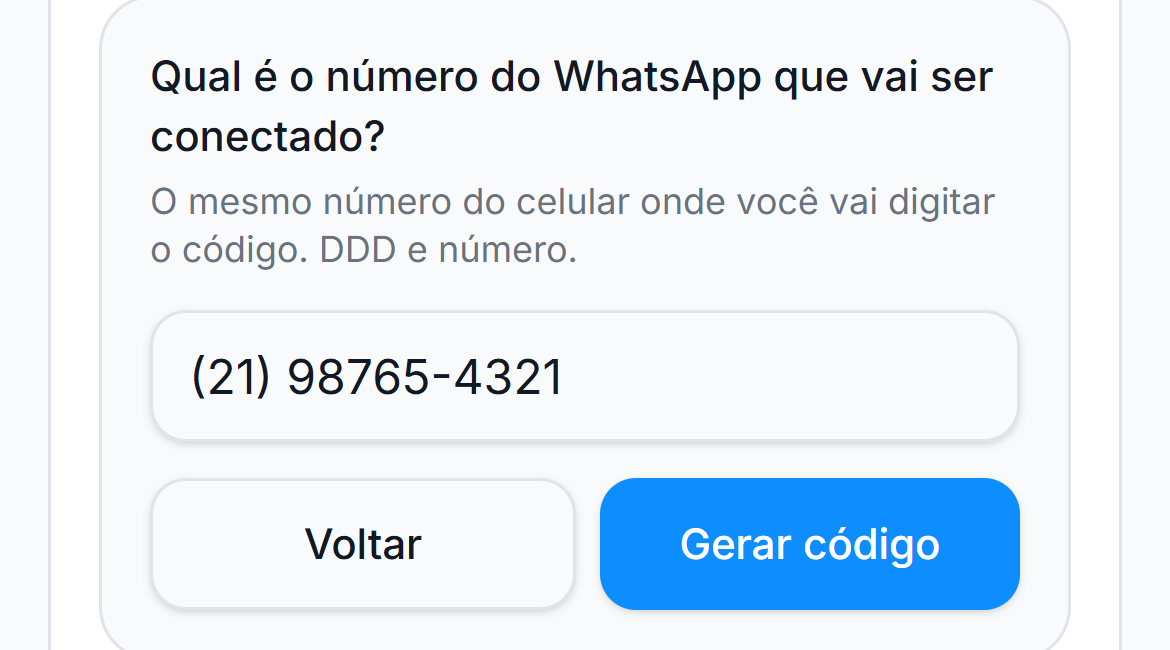 Qual é o número do WhatsApp que vai ser
conectado?
O mesmo número do celular onde você vai digitar
o código. DDD e número.
(21) 98765-4321
Voltar
Gerar código